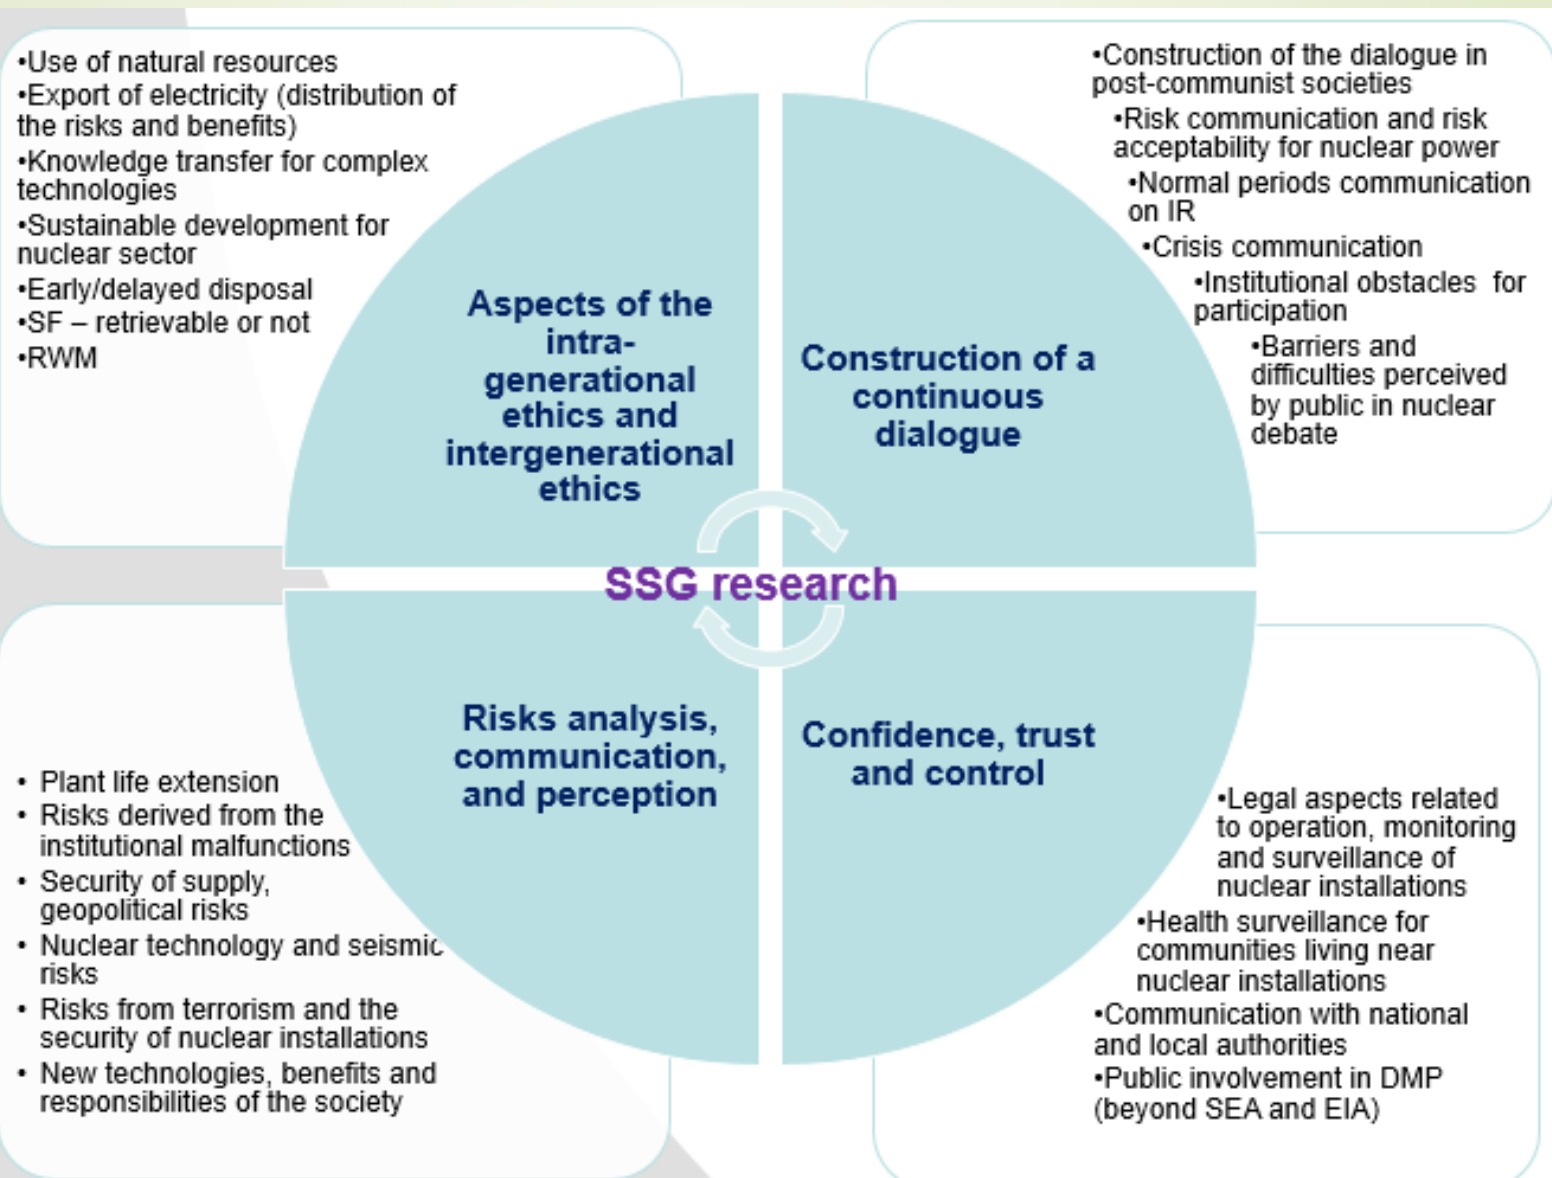 •Use of natural resources
•Export of electricity (distribution of
the risks and benefits)
•Knowledge transfer for complex
technologies
•Sustainable development for
nuclear sector
•Early/delayed disposal
•SF – retrievable or not
•RWM
•Construction of the dialogue in
post-communist societies
•Risk communication and risk
acceptability for nuclear power
•Normal periods communication
on IR
•Crisis communication
•Institutional obstacles  for
participation
•Barriers and
difficulties perceived
by public in nuclear
debate
Aspects of the
intra-
generational
ethics and
intergenerational
ethics
Construction of a
continuous
dialogue
SSG research
Risks analysis,
communication,
and perception
Confidence, trust
and control
• Plant life extension
• Risks derived from the
institutional malfunctions
• Security of supply,
geopolitical risks
• Nuclear technology and seismic
risks
• Risks from terrorism and the
security of nuclear installations
• New technologies, benefits and
responsibilities of the society
•Legal aspects related
to operation, monitoring
and surveillance of
nuclear installations
•Health surveillance for
communities living near
nuclear installations
•Communication with national
and local authorities
•Public involvement in DMP
(beyond SEA and EIA)